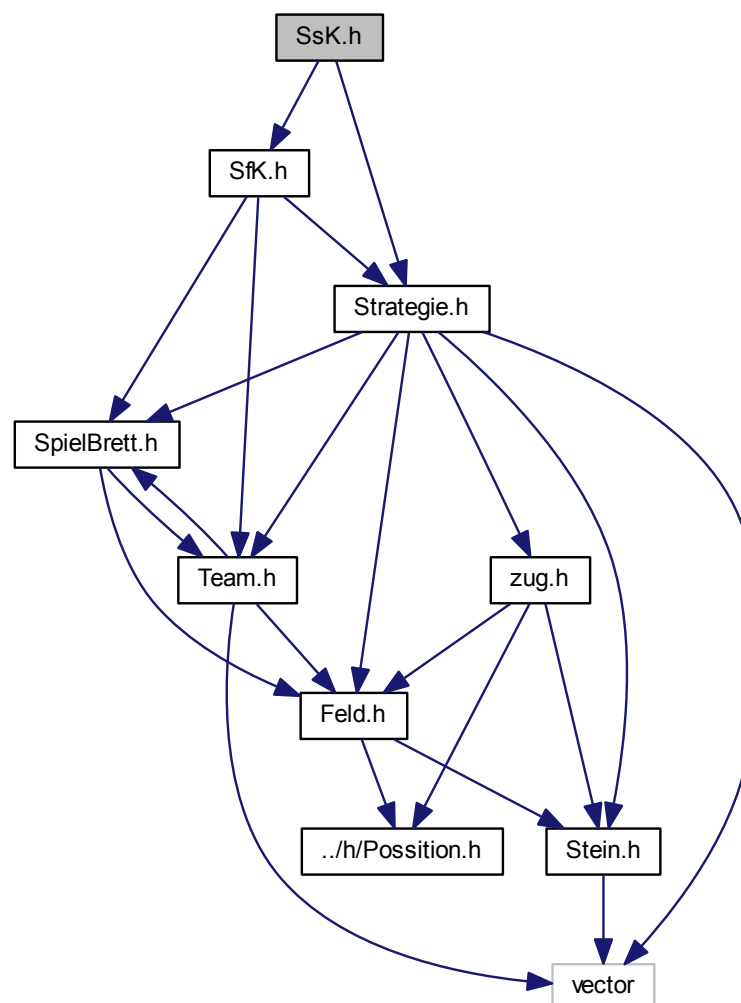 SsK.h
SfK.h
Strategie.h
SpielBrett.h
Team.h
zug.h
Feld.h
../h/Possition.h
Stein.h
vector